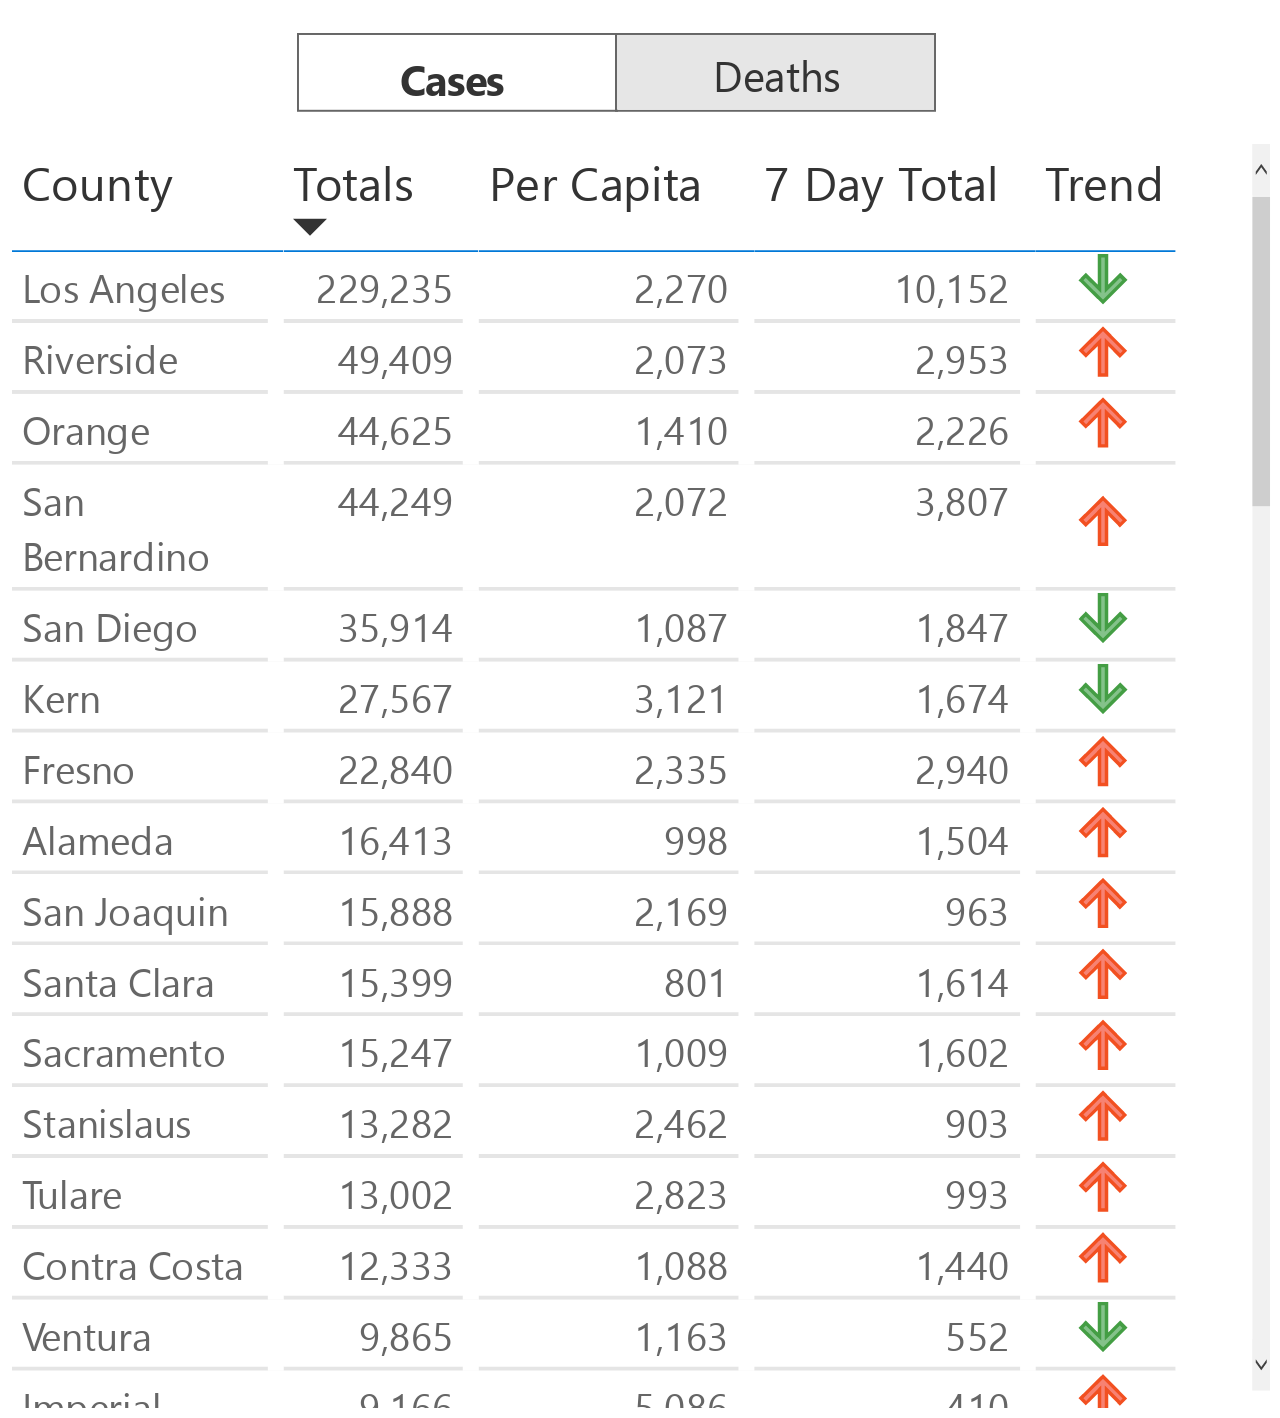 Cases Deaths
County Totals Per Capita 7 Day Total Trend
Los Angeles 229,235 2,270 10,152
Riverside 49,409 2,073 2,953
Orange 44,625 1,410 2,226
San 44,249 2,072 3,807
Bernardino
San Diego 35,914 1,087 1,847
Kern 27,567 3,121 1,674
Fresno 22,840 2,335 2,940
Alameda 16,413 998 1,504
San Joaquin 15,888 2,169 963
Santa Clara 15,399 801 1,614
Sacramento 15,247 1,009 1,602
Stanislaus 13,282 2,462 903
Tulare 13,002 2,823 993
Contra Costa 12,333 1,088 1,440
Ventura 9,865 1,163 552
Imperial 9,166 5,086 410